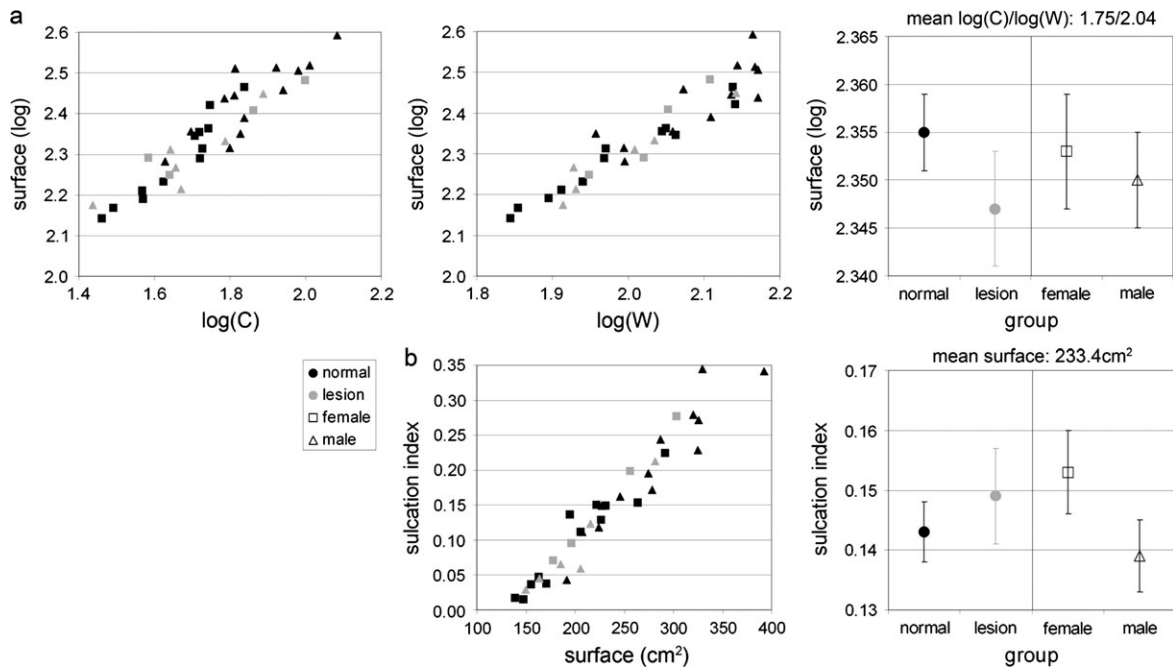 a
surface (log)
2.6
2.5
2.4
2.3
2.2
2.1
2.0
1.4
1.6
1.8
2.0
2.2
log(C)
surface (log)
2.6
2.5
2.4
2.3
2.2
2.1
2.0
1.8
1.9
2.0
2.1
2.2
log(W)
mean log(C)/log(W): 1.75/2.04
surface (log)
2.365
2.360
2.355
2.350
2.345
2.340
normal lesion female male
group
normal
lesion
female
male
b
sulcation index
0.35
0.30
0.25
0.20
0.15
0.10
0.05
0.00
100 150 200 250 300 350 400
surface (cm²)
mean surface: 233.4cm²
sulcation index
0.17
0.16
0.15
0.14
0.13
normal lesion female male
group